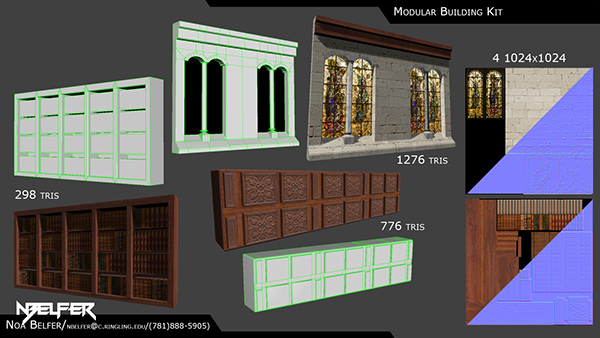 Modular Building Kit
4 1024x1024
1276 tris
298 tris
776 tris
NBELFER
Noa Belfer/nbelfer@c.ringling.edu/(781)888-5905)